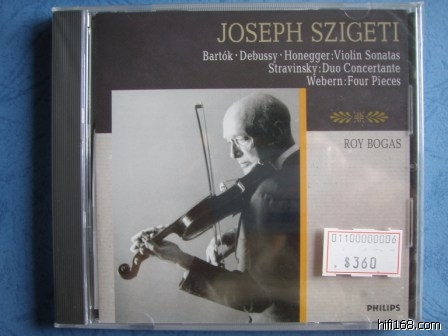 JOSEPH SZIGETI
Bartók·Debussy·Honegger:Violin Sonatas
Stravinsky:Duo Concertante
Webern:Four Pieces
ROY BOGAS
01100000006
$360
PHILIPS
hifi168.com